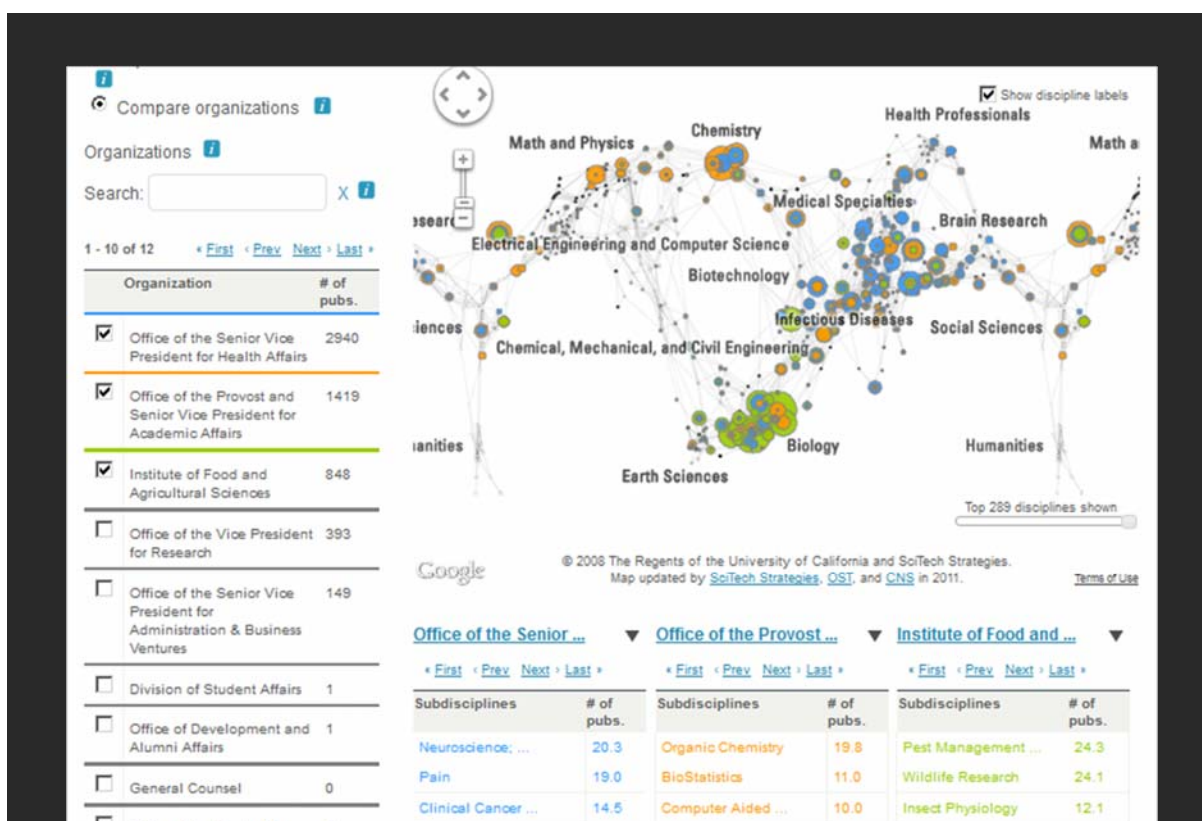 Compare organizations
Organizations
Search:
X
1 - 10 of 12 « First ‹ Prev Next › Last »
Organization # of
pubs.
Office of the Senior Vice 2940
President for Health Affairs
Office of the Provost and 1419
Senior Vice President for
Academic Affairs
Institute of Food and 848
Agricultural Sciences
Office of the Vice President 393
for Research
Office of the Senior Vice 149
President for
Administration & Business
Ventures
Division of Student Affairs 1
Office of Development and 1
Alumni Affairs
General Counsel 0
Show discipline labels
Health Professionals
Chemistry
Math and Physics
Math a
Medical Specialties
esearc
Brain Research
Electrical Engineering and Computer Science
Biotechnology
Infectious Diseases
iences
Social Sciences
Chemical, Mechanical, and Civil Engineering
Biology
anities
Humanities
Earth Sciences
Top 289 disciplines shown
Google
© 2008 The Regents of the University of California and SciTech Strategies.
Map updated by SciTech Strategies, OST, and CNS in 2011.
Terms of Use
Office of the Senior ...
« First ‹ Prev Next › Last »
Subdisciplines # of
pubs.
Neuroscience; ... 20.3
Pain 19.0
Clinical Cancer ... 14.5
Office of the Provost ...
« First ‹ Prev Next › Last »
Subdisciplines # of
pubs.
Organic Chemistry 19.8
BioStatistics 11.0
Computer Aided ... 10.0
Institute of Food and ...
« First ‹ Prev Next › Last »
Subdisciplines # of
pubs.
Pest Management ... 24.3
Wildlife Research 24.1
Insect Physiology 12.1